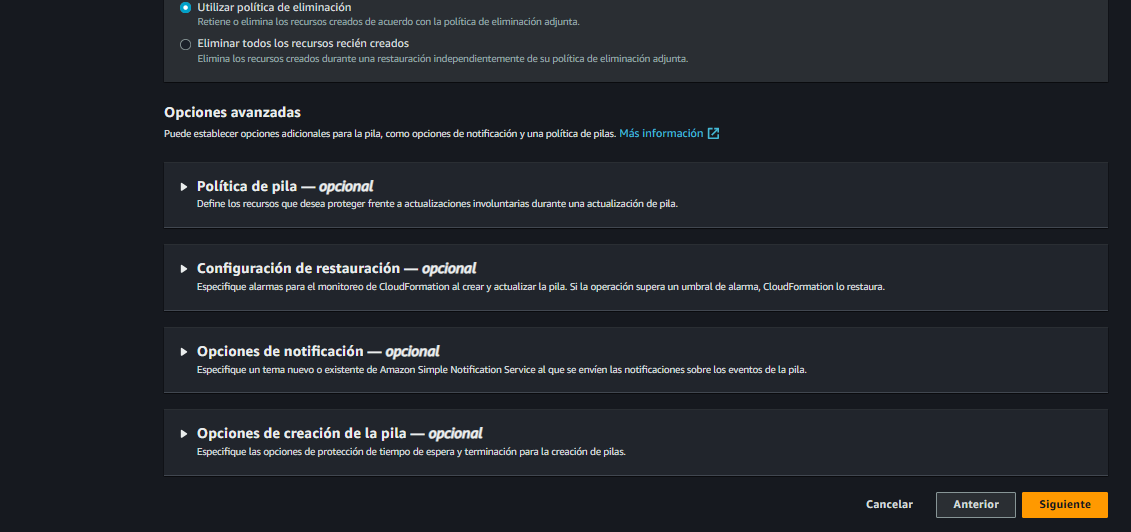 Utilizar política de eliminación
Retiene o elimina los recursos creados de acuerdo con la política de eliminación adjunta.
Eliminar todos los recursos recién creados
Elimina los recursos creados durante una restauración independientemente de su política de eliminación adjunta.
Opciones avanzadas
Puede establecer opciones adicionales para la pila, como opciones de notificación y una política de pilas. Más información
Política de pila — opcional
Define los recursos que desea proteger frente a actualizaciones involuntarias durante una actualización de pila.
Configuración de restauración — opcional
Especifique alarmas para el monitoreo de CloudFormation al crear y actualizar la pila. Si la operación supera un umbral de alarma, CloudFormation lo restaura.
Opciones de notificación — opcional
Especifique un tema nuevo o existente de Amazon Simple Notification Service al que se envíen las notificaciones sobre los eventos de la pila.
Opciones de creación de la pila — opcional
Especifique las opciones de protección de tiempo de espera y terminación para la creación de pilas.
Cancelar Anterior Siguiente